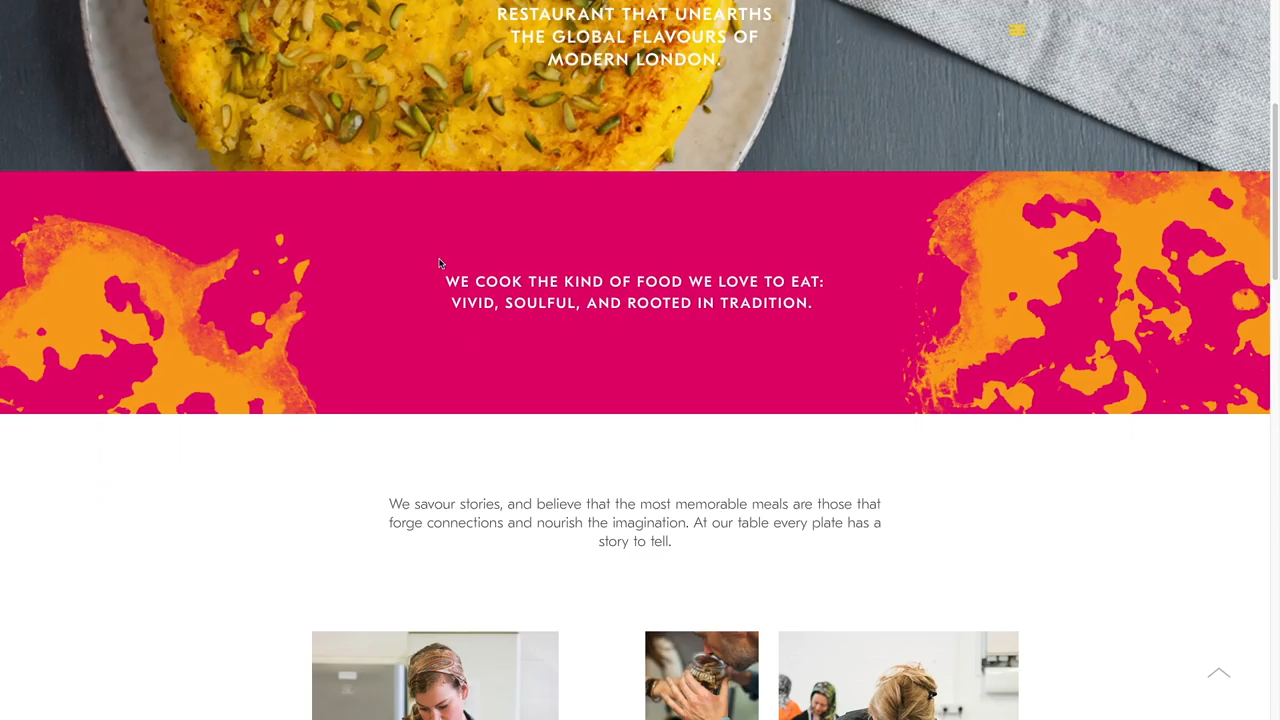 RESTAURANT THAT UNEARTHS
THE GLOBAL FLAVOURS OF
MODERN LONDON.
WE COOK THE KIND OF FOOD WE LOVE TO EAT:
VIVID, SOULFUL, AND ROOTED IN TRADITION.
We savour stories, and believe that the most memorable meals are those that
forge connections and nourish the imagination. At our table every plate has a
story to tell.